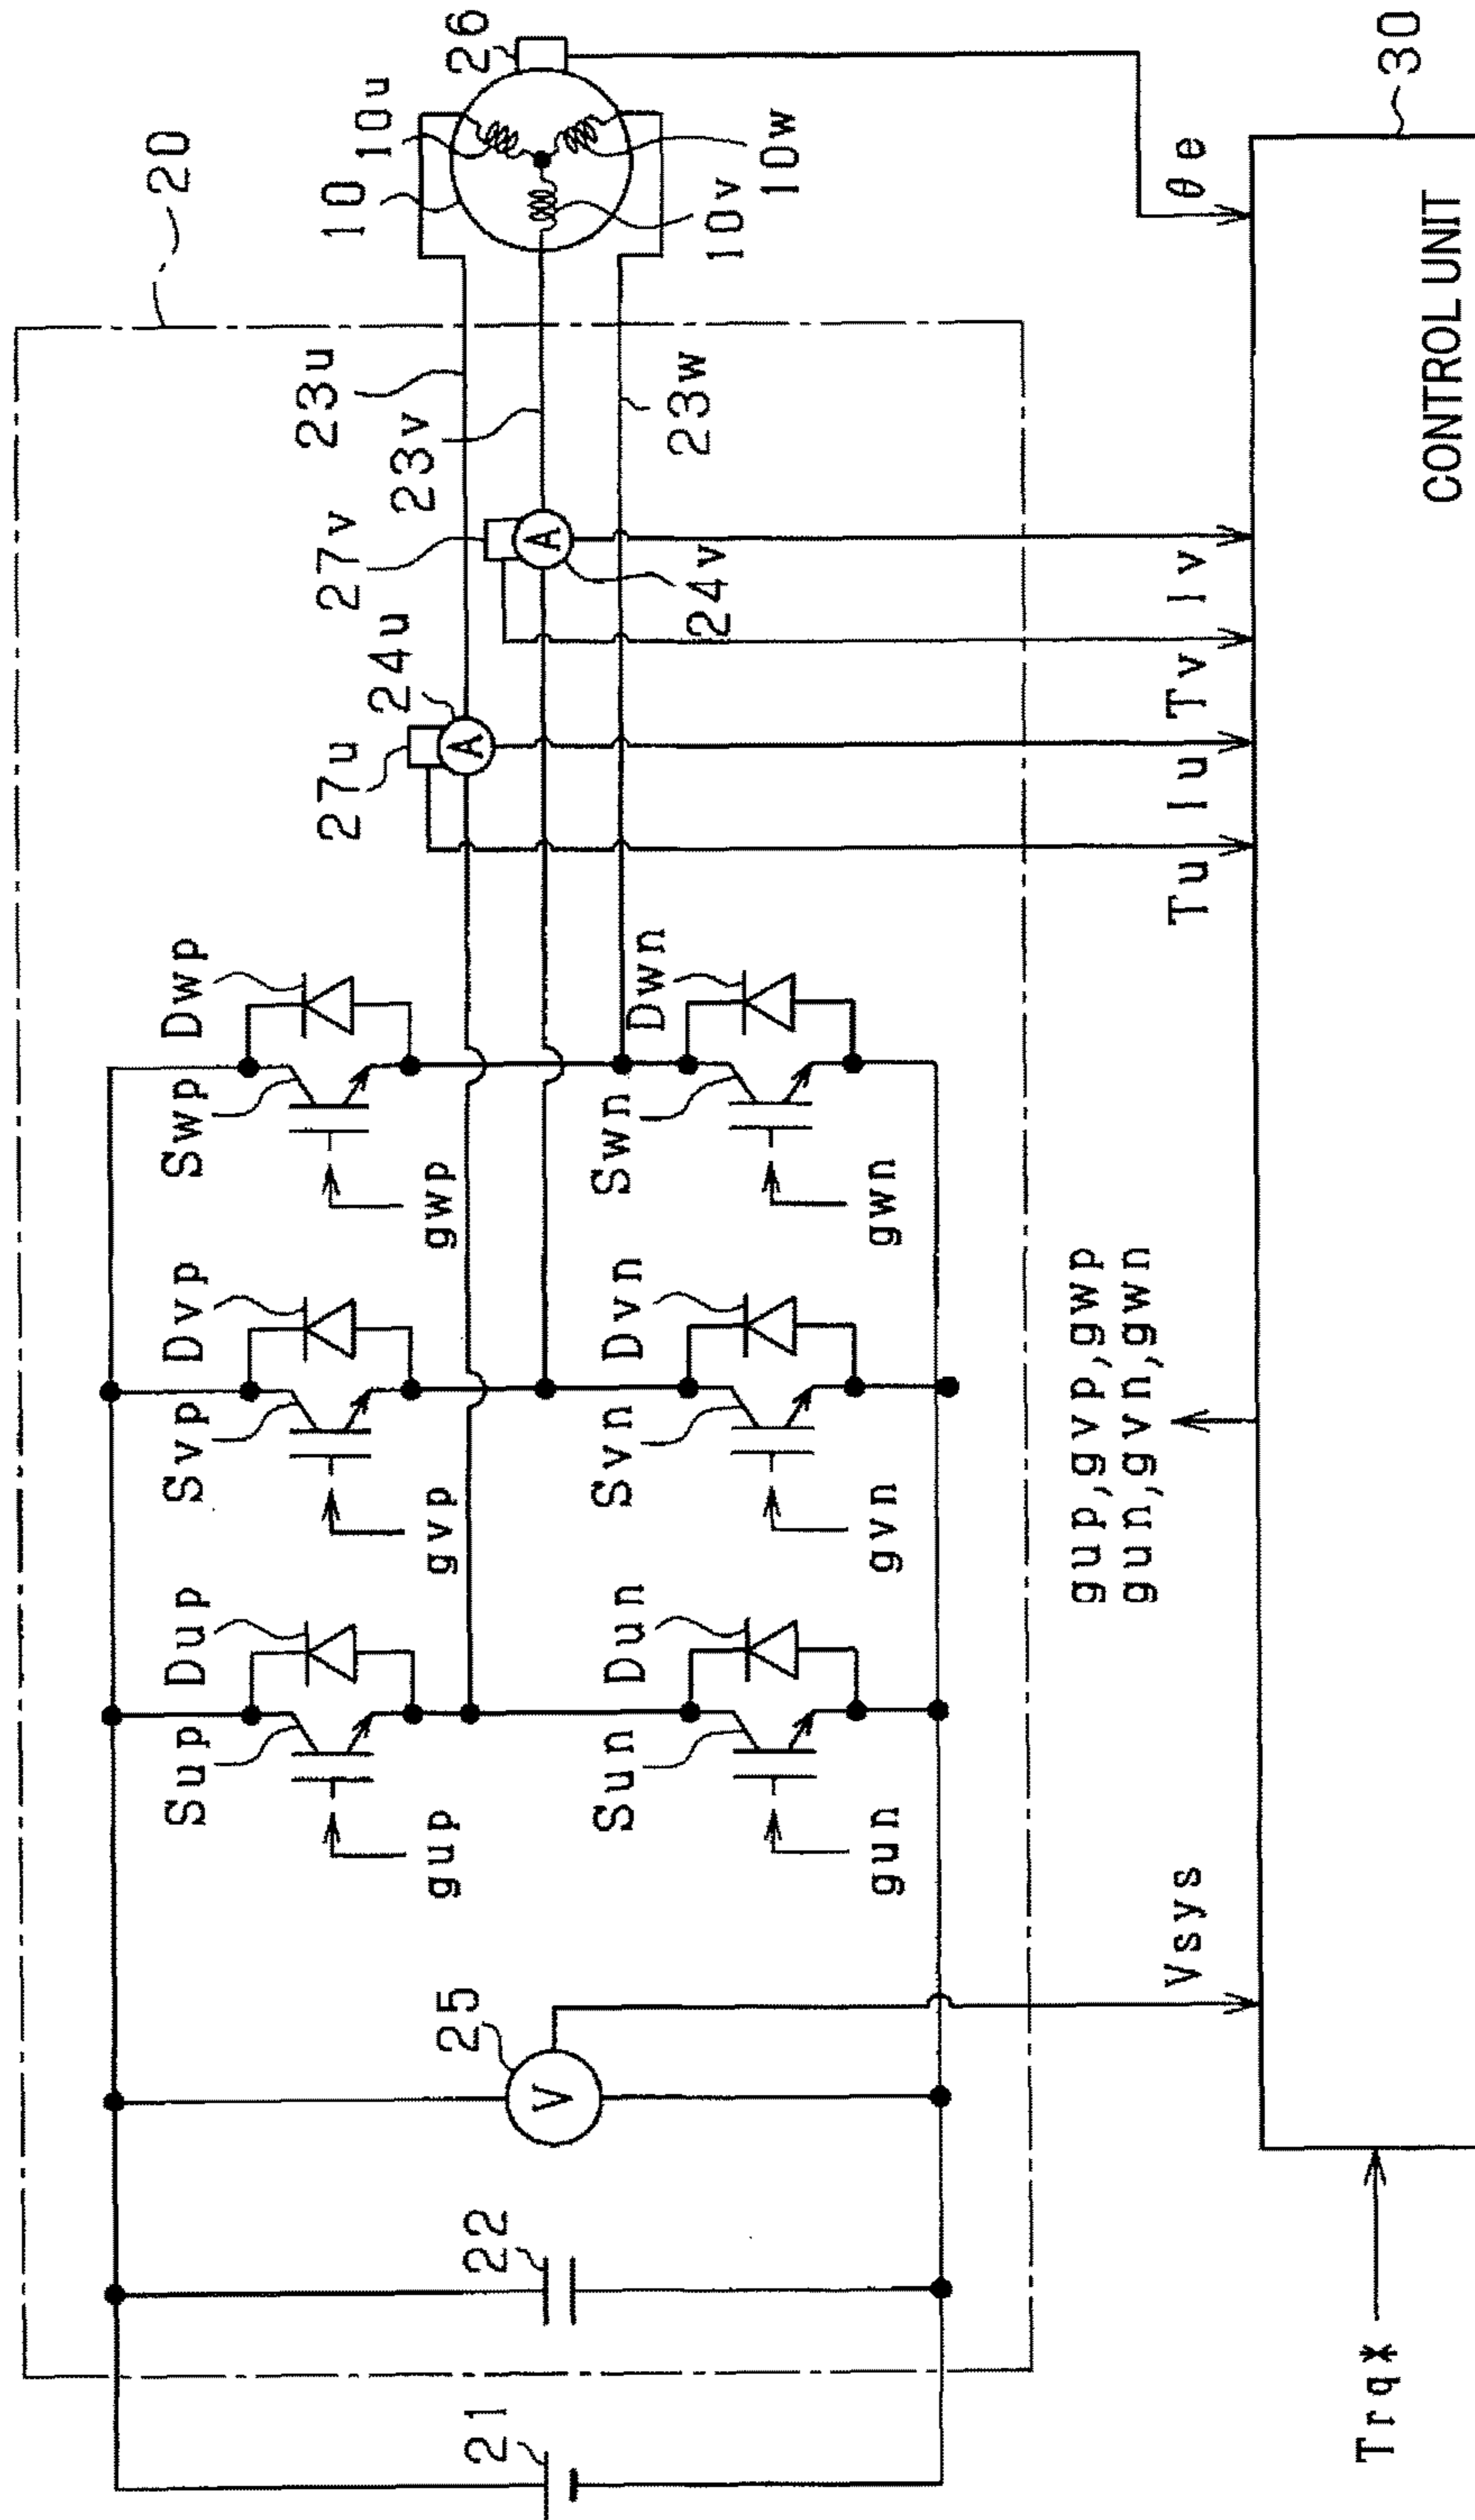 20
10
10u
26
23u
23v
10v
10w
27v
23w
27u
24u
24v
Dwp
Swp
Dwn
Swn
gwp
gwn
Dvp
Svp
Dvn
Svn
gvp
gvn
Dup
Sup
Dun
Sun
gup
gun
25
V
A
A
22
21
Vsys
gup,gvp,gwp
gun,gvn,gwn
Tu
Iu
Tv
Iv
θe
30
Trq*
CONTROL UNIT